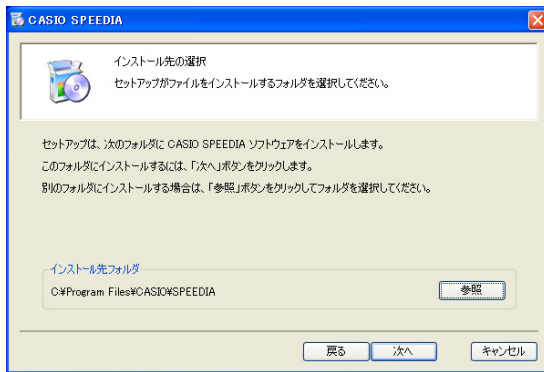 CASIO SPEEDIA
インストール先の選択
セットアップがファイルをインストールするフォルダを選択してください。
セットアップは、次のフォルダに CASIO SPEEDIA ソフトウェアをインストールします。
このフォルダにインストールするには、「次へ」ボタンをクリックします。
別のフォルダにインストールする場合は、「参照」ボタンをクリックしてフォルダを選択してください。
インストール先フォルダ
C:¥Program Files¥CASIO¥SPEEDIA
参照
戻る 次へ キャンセル